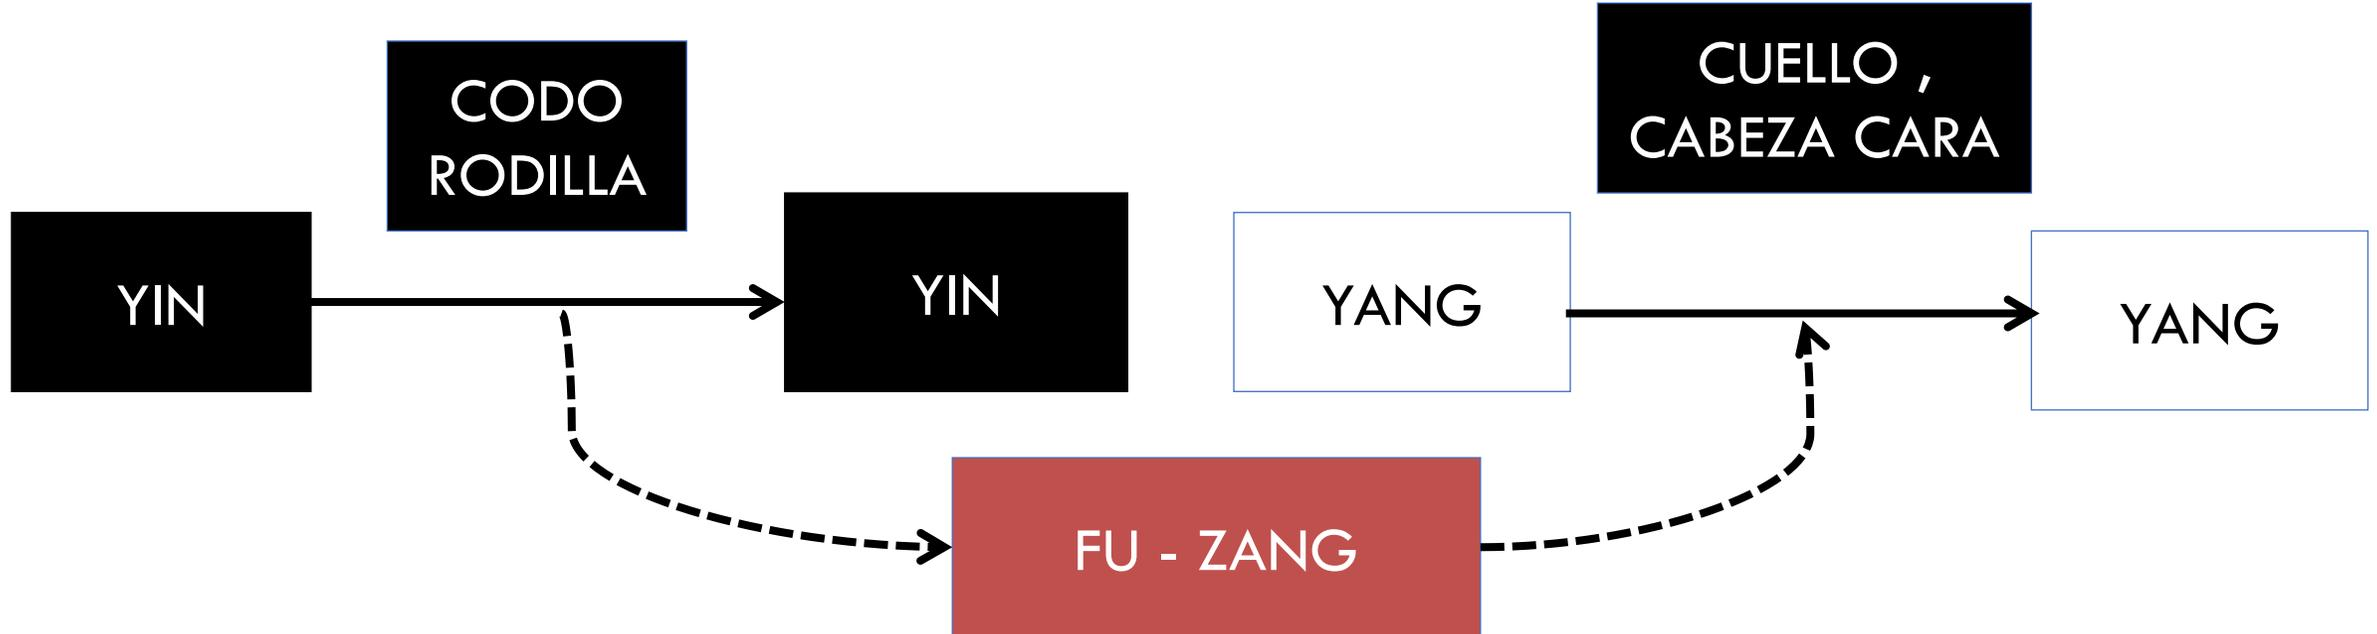 CODO
RODILLA
CUELLO ,
CABEZA CARA
YIN
YIN
YANG
YANG
FU - ZANG